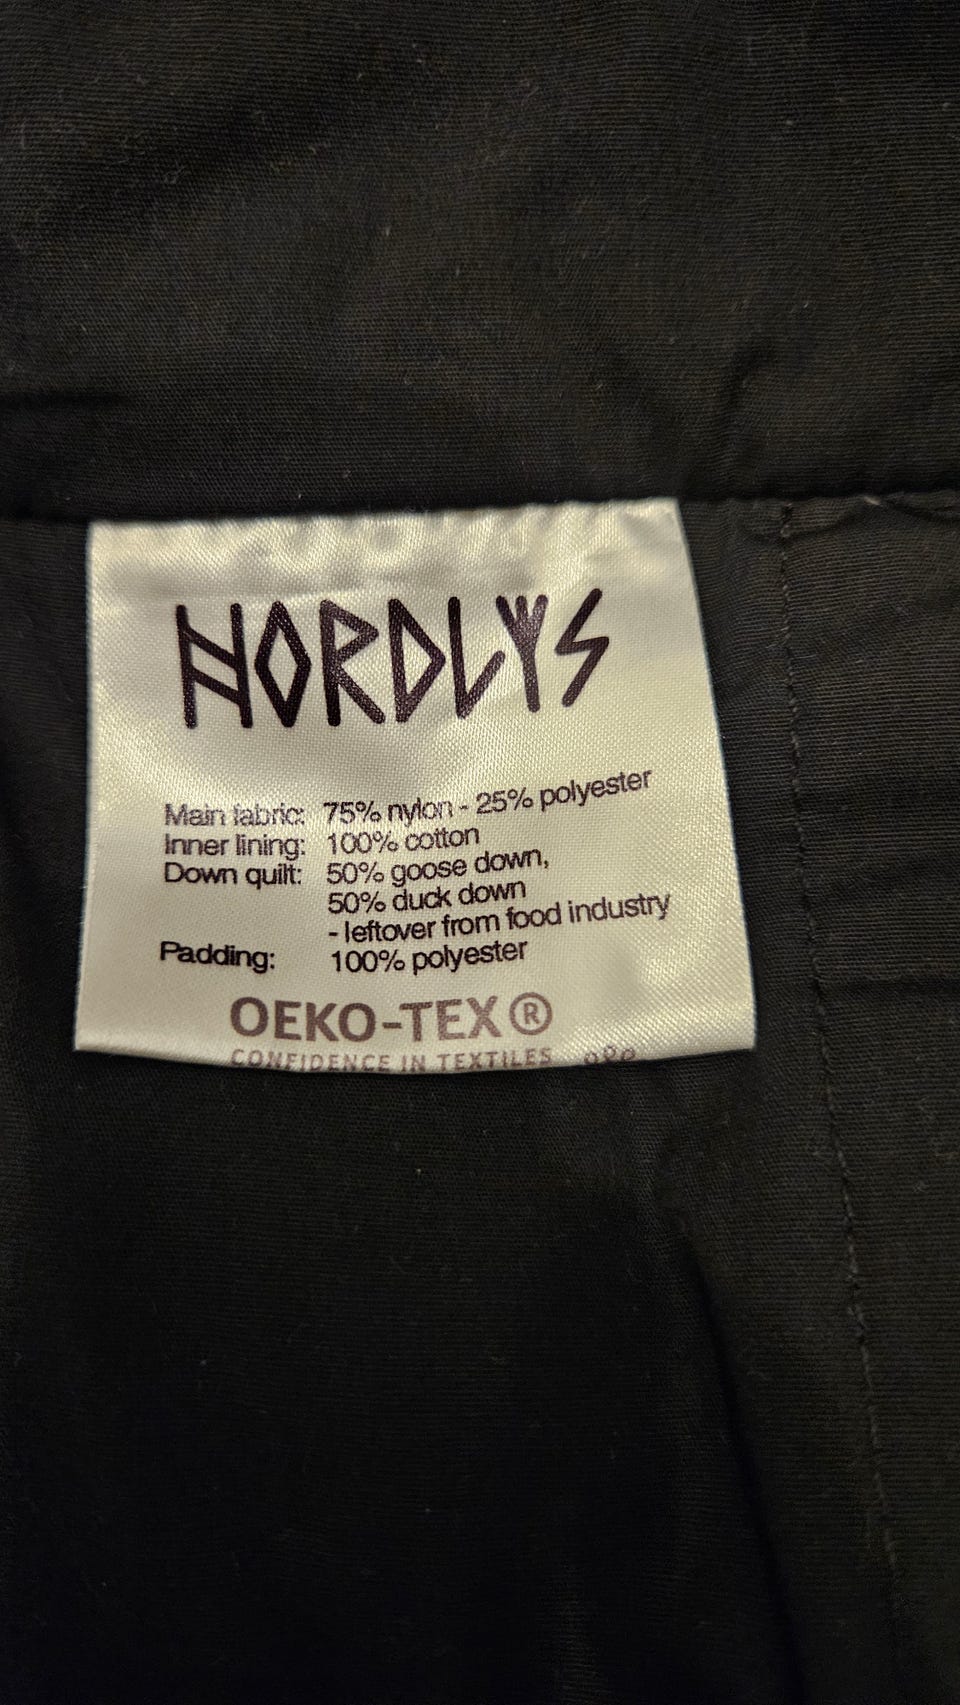 NORDLYS
Main fabric: 75% nylon - 25% polyester
Inner lining: 100% cotton
Down quilt: 50% goose down,
50% duck down
- leftover from food industry
Padding: 100% polyester
OEKO-TEX®
CONFIDENCE IN TEXTILES